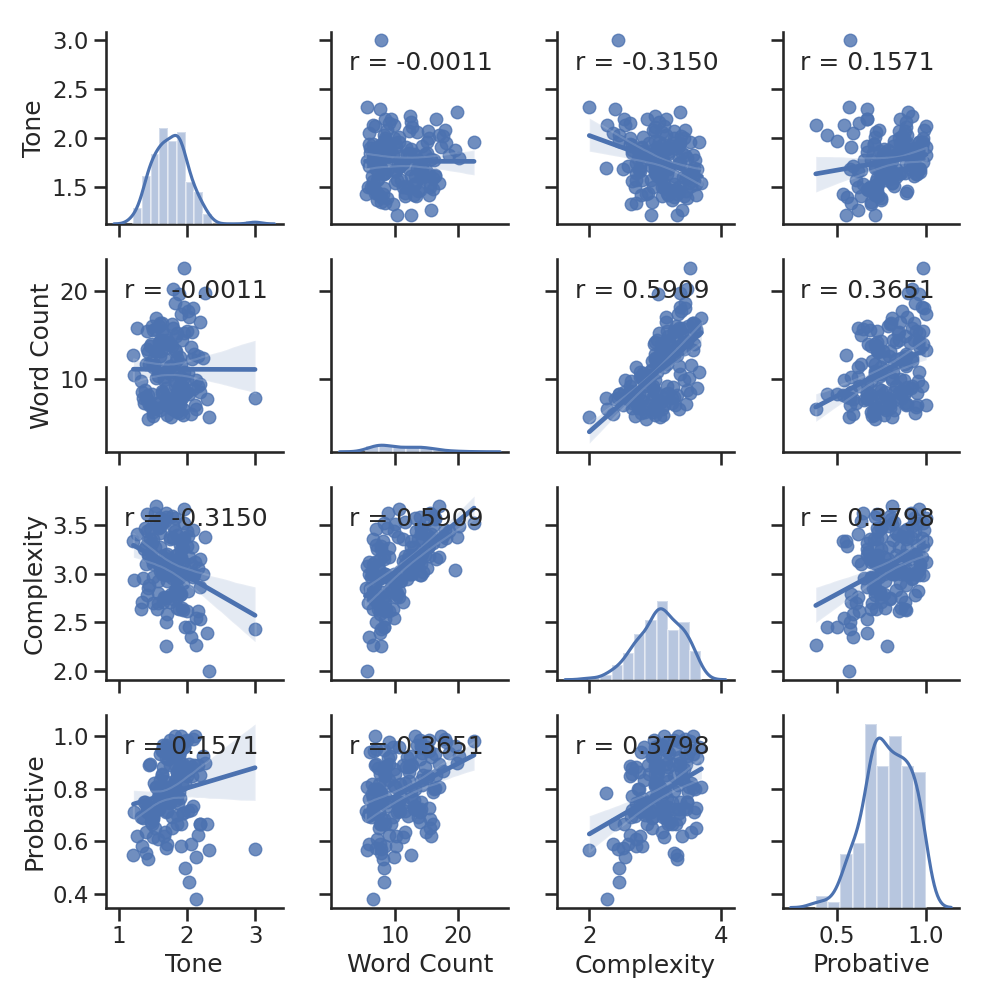 3.0
2.5
2.0
1.5
Tone
r = -0.0011
r = -0.3150
r = 0.1571
20
10
Word Count
r = -0.0011
r = 0.5909
r = 0.3651
3.5
3.0
2.5
2.0
Complexity
r = -0.3150
r = 0.5909
r = 0.3798
1.0
0.8
0.6
0.4
Probative
r = 0.1571
r = 0.3651
r = 0.3798
1 2 3
10 20
2 4
0.5 1.0
Tone
Word Count
Complexity
Probative